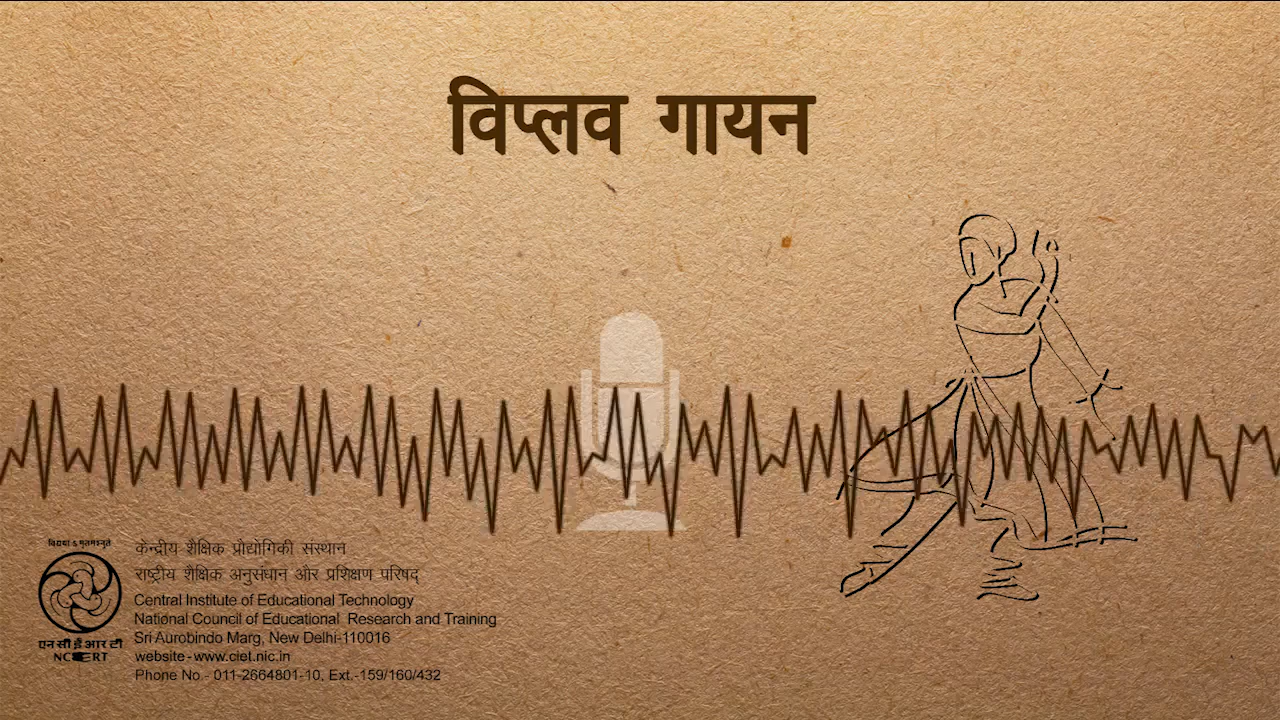 विप्लव गायन
विद्यया ऽ मृतमश्नुते
एन सी ई आर टी
NCERT
केन्द्रीय शैक्षिक प्रौद्योगिकी संस्थान
राष्ट्रीय शैक्षिक अनुसंधान और प्रशिक्षण परिषद्
Central Institute of Educational Technology
National Council of Educational Research and Training
Sri Aurobindo Marg, New Delhi-110016
website - www.ciet.nic.in
Phone No.- 011-2664801-10, Ext.-159/160/432